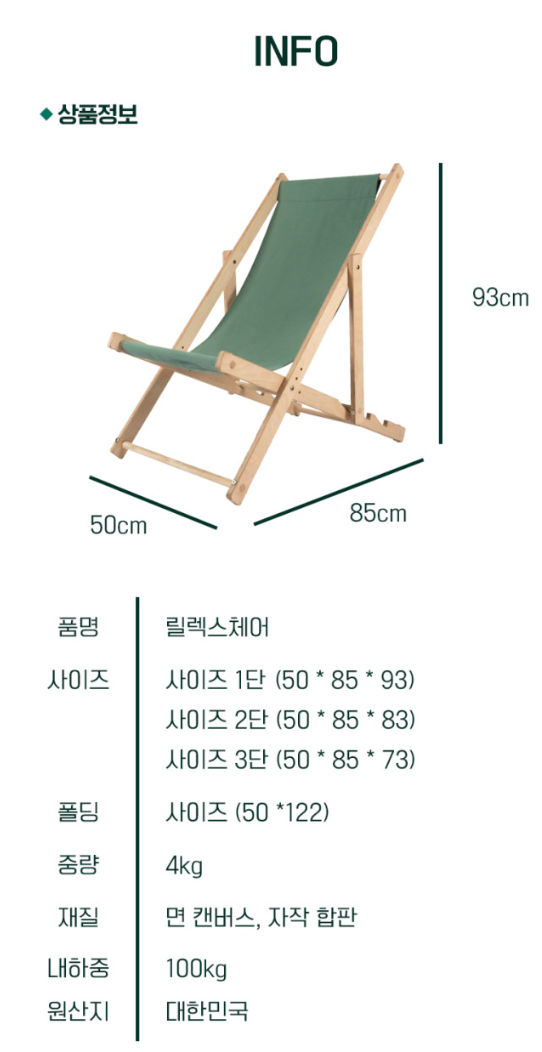 INFO
상품정보
93cm
85cm
50cm
품명 릴렉스체어
사이즈 사이즈 1단 (50 * 85 * 93)
사이즈 2단 (50 * 85 * 83)
사이즈 3단 (50 * 85 * 73)
폴딩 사이즈 (50 *122)
중량 4kg
재질 면 캔버스, 자작 합판
내하중 100kg
원산지 대한민국